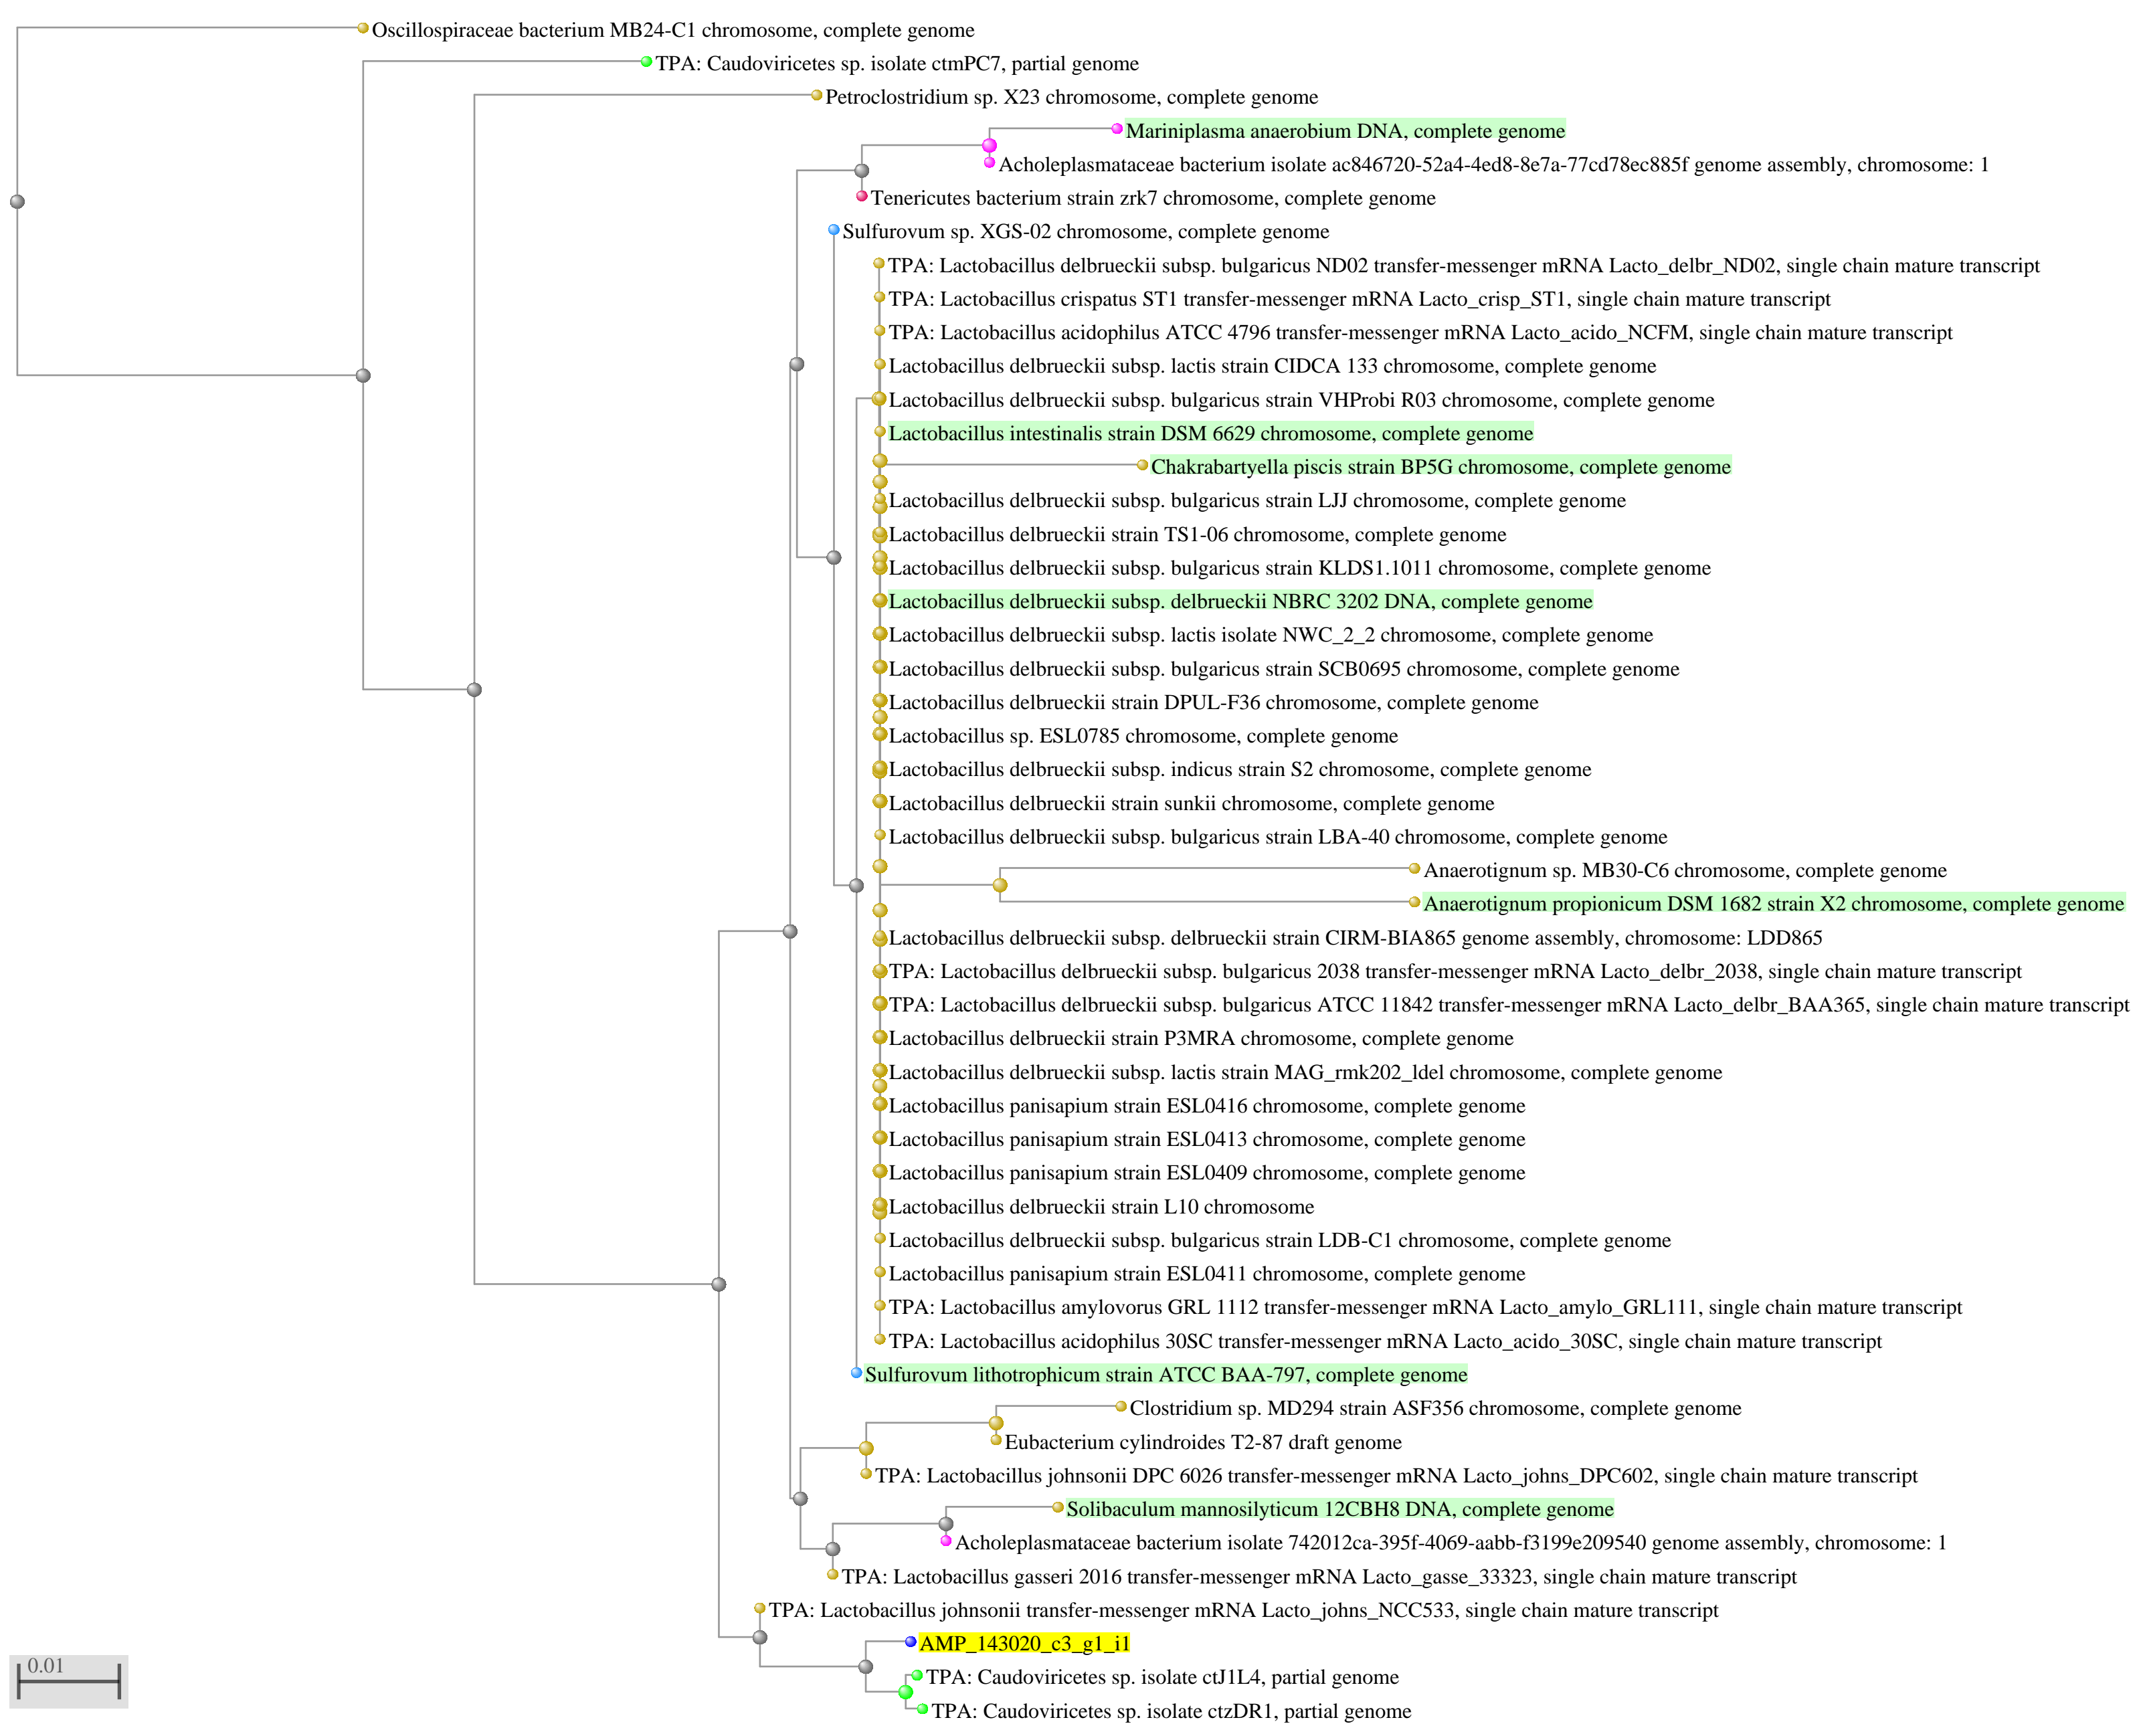 Oscillospiraceae bacterium MB24-C1 chromosome, complete genome
TPA: Caudoviricetes sp. isolate ctmPC7, partial genome
Petroclostridium sp. X23 chromosome, complete genome
Mariniplasma anaerobium DNA, complete genome
Acholeplasmataceae bacterium isolate ac846720-52a4-4ed8-8e7a-77cd78ec885f genome assembly, chromosome: 1
Tenericutes bacterium strain zrk7 chromosome, complete genome
Sulfurovum sp. XGS-02 chromosome, complete genome
TPA: Lactobacillus delbrueckii subsp. bulgaricus ND02 transfer-messenger mRNA Lacto_delbr_ND02, single chain mature transcript
TPA: Lactobacillus crispatus ST1 transfer-messenger mRNA Lacto_crisp_ST1, single chain mature transcript
TPA: Lactobacillus acidophilus ATCC 4796 transfer-messenger mRNA Lacto_acido_NCFM, single chain mature transcript
Lactobacillus delbrueckii subsp. lactis strain CIDCA 133 chromosome, complete genome
Lactobacillus delbrueckii subsp. bulgaricus strain VHProbi R03 chromosome, complete genome
Lactobacillus intestinalis strain DSM 6629 chromosome, complete genome
Chakrabartyella piscis strain BP5G chromosome, complete genome
Lactobacillus delbrueckii subsp. bulgaricus strain LJJ chromosome, complete genome
Lactobacillus delbrueckii strain TS1-06 chromosome, complete genome
Lactobacillus delbrueckii subsp. bulgaricus strain KLDS1.1011 chromosome, complete genome
Lactobacillus delbrueckii subsp. delbrueckii NBRC 3202 DNA, complete genome
Lactobacillus delbrueckii subsp. lactis isolate NWC_2_2 chromosome, complete genome
Lactobacillus delbrueckii subsp. bulgaricus strain SCB0695 chromosome, complete genome
Lactobacillus delbrueckii strain DPUL-F36 chromosome, complete genome
Lactobacillus sp. ESL0785 chromosome, complete genome
Lactobacillus delbrueckii subsp. indicus strain S2 chromosome, complete genome
Lactobacillus delbrueckii strain sunkii chromosome, complete genome
Lactobacillus delbrueckii subsp. bulgaricus strain LBA-40 chromosome, complete genome
Anaerotignum sp. MB30-C6 chromosome, complete genome
Anaerotignum propionicum DSM 1682 strain X2 chromosome, complete genome
Lactobacillus delbrueckii subsp. delbrueckii strain CIRM-BIA865 genome assembly, chromosome: LDD865
TPA: Lactobacillus delbrueckii subsp. bulgaricus 2038 transfer-messenger mRNA Lacto_delbr_2038, single chain mature transcript
TPA: Lactobacillus delbrueckii subsp. bulgaricus ATCC 11842 transfer-messenger mRNA Lacto_delbr_BAA365, single chain mature transcript
Lactobacillus delbrueckii strain P3MRA chromosome, complete genome
Lactobacillus delbrueckii subsp. lactis strain MAG_rmk202_ldel chromosome, complete genome
Lactobacillus panisapium strain ESL0416 chromosome, complete genome
Lactobacillus panisapium strain ESL0413 chromosome, complete genome
Lactobacillus panisapium strain ESL0409 chromosome, complete genome
Lactobacillus delbrueckii strain L10 chromosome
Lactobacillus delbrueckii subsp. bulgaricus strain LDB-C1 chromosome, complete genome
Lactobacillus panisapium strain ESL0411 chromosome, complete genome
TPA: Lactobacillus amylovorus GRL 1112 transfer-messenger mRNA Lacto_amylo_GRL111, single chain mature transcript
TPA: Lactobacillus acidophilus 30SC transfer-messenger mRNA Lacto_acido_30SC, single chain mature transcript
Sulfurovum lithotrophicum strain ATCC BAA-797, complete genome
Clostridium sp. MD294 strain ASF356 chromosome, complete genome
Eubacterium cylindroides T2-87 draft genome
TPA: Lactobacillus johnsonii DPC 6026 transfer-messenger mRNA Lacto_johns_DPC602, single chain mature transcript
Solibaculum mannosilyticum 12CBH8 DNA, complete genome
Acholeplasmataceae bacterium isolate 742012ca-395f-4069-aabb-f3199e209540 genome assembly, chromosome: 1
TPA: Lactobacillus gasseri 2016 transfer-messenger mRNA Lacto_gasse_33323, single chain mature transcript
TPA: Lactobacillus johnsonii transfer-messenger mRNA Lacto_johns_NCC533, single chain mature transcript
AMP_143020_c3_g1_i1
0.01
TPA: Caudoviricetes sp. isolate ctJ1L4, partial genome
TPA: Caudoviricetes sp. isolate ctzDR1, partial genome